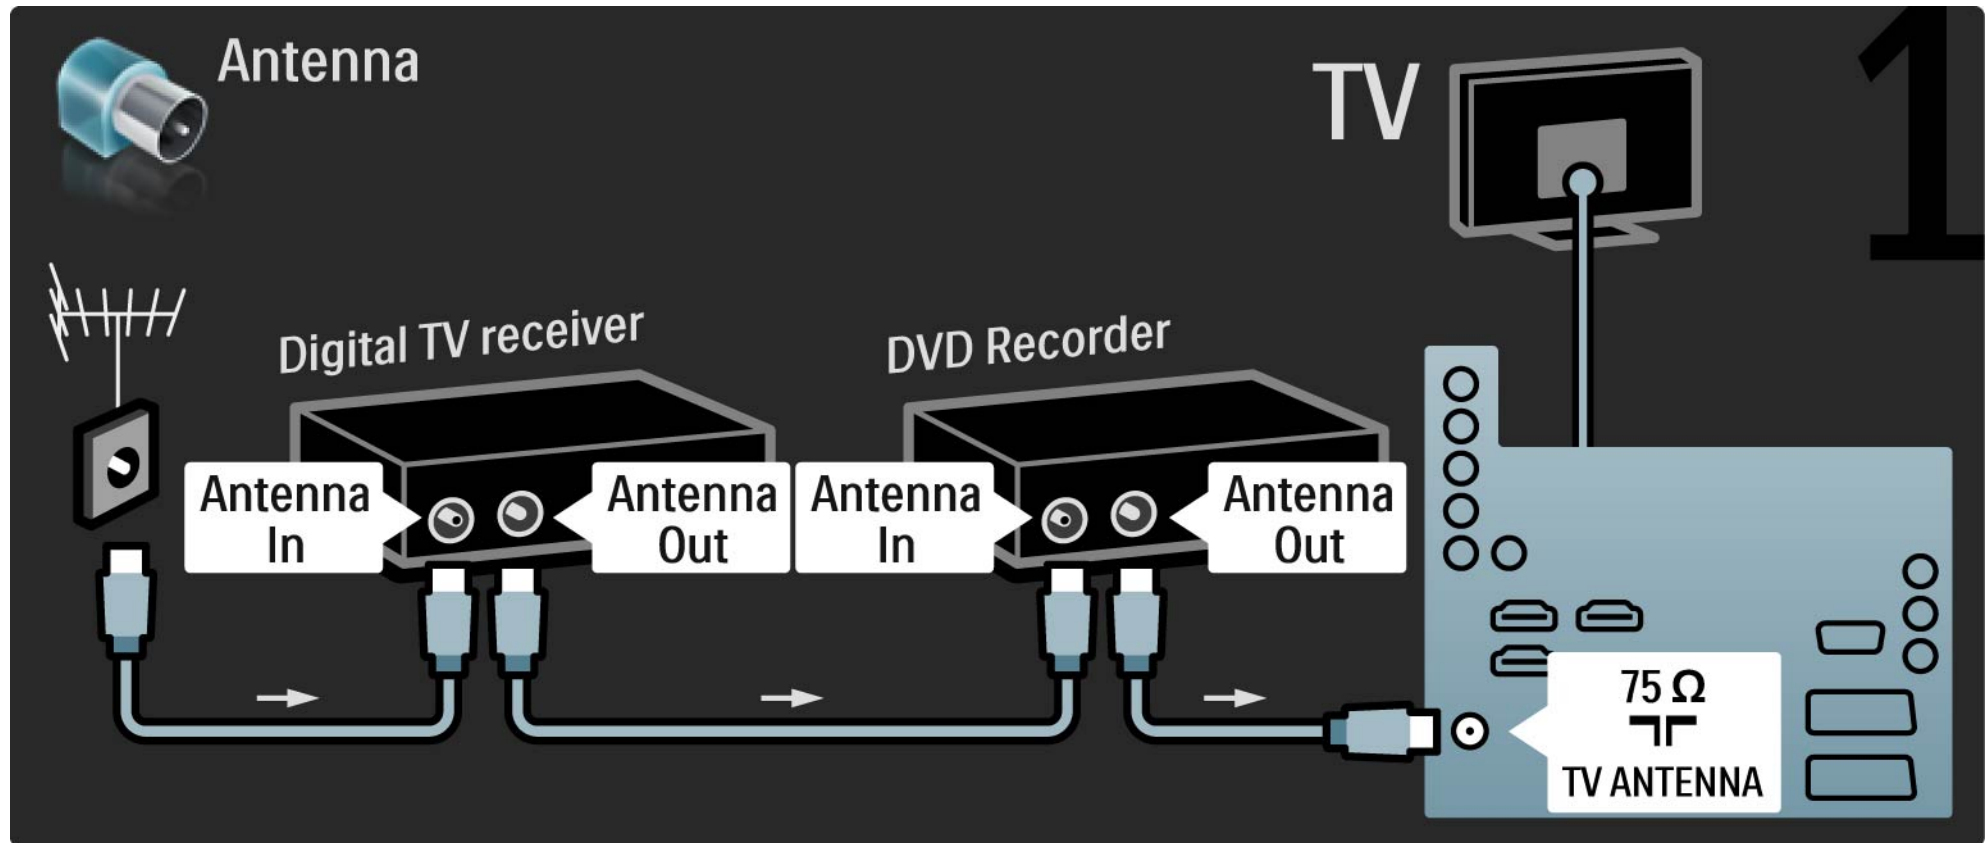 Antenna
TV
1
Digital TV receiver
DVD Recorder
Antenna
In
Antenna
Out
Antenna
In
Antenna
Out
75 Ω
TV ANTENNA